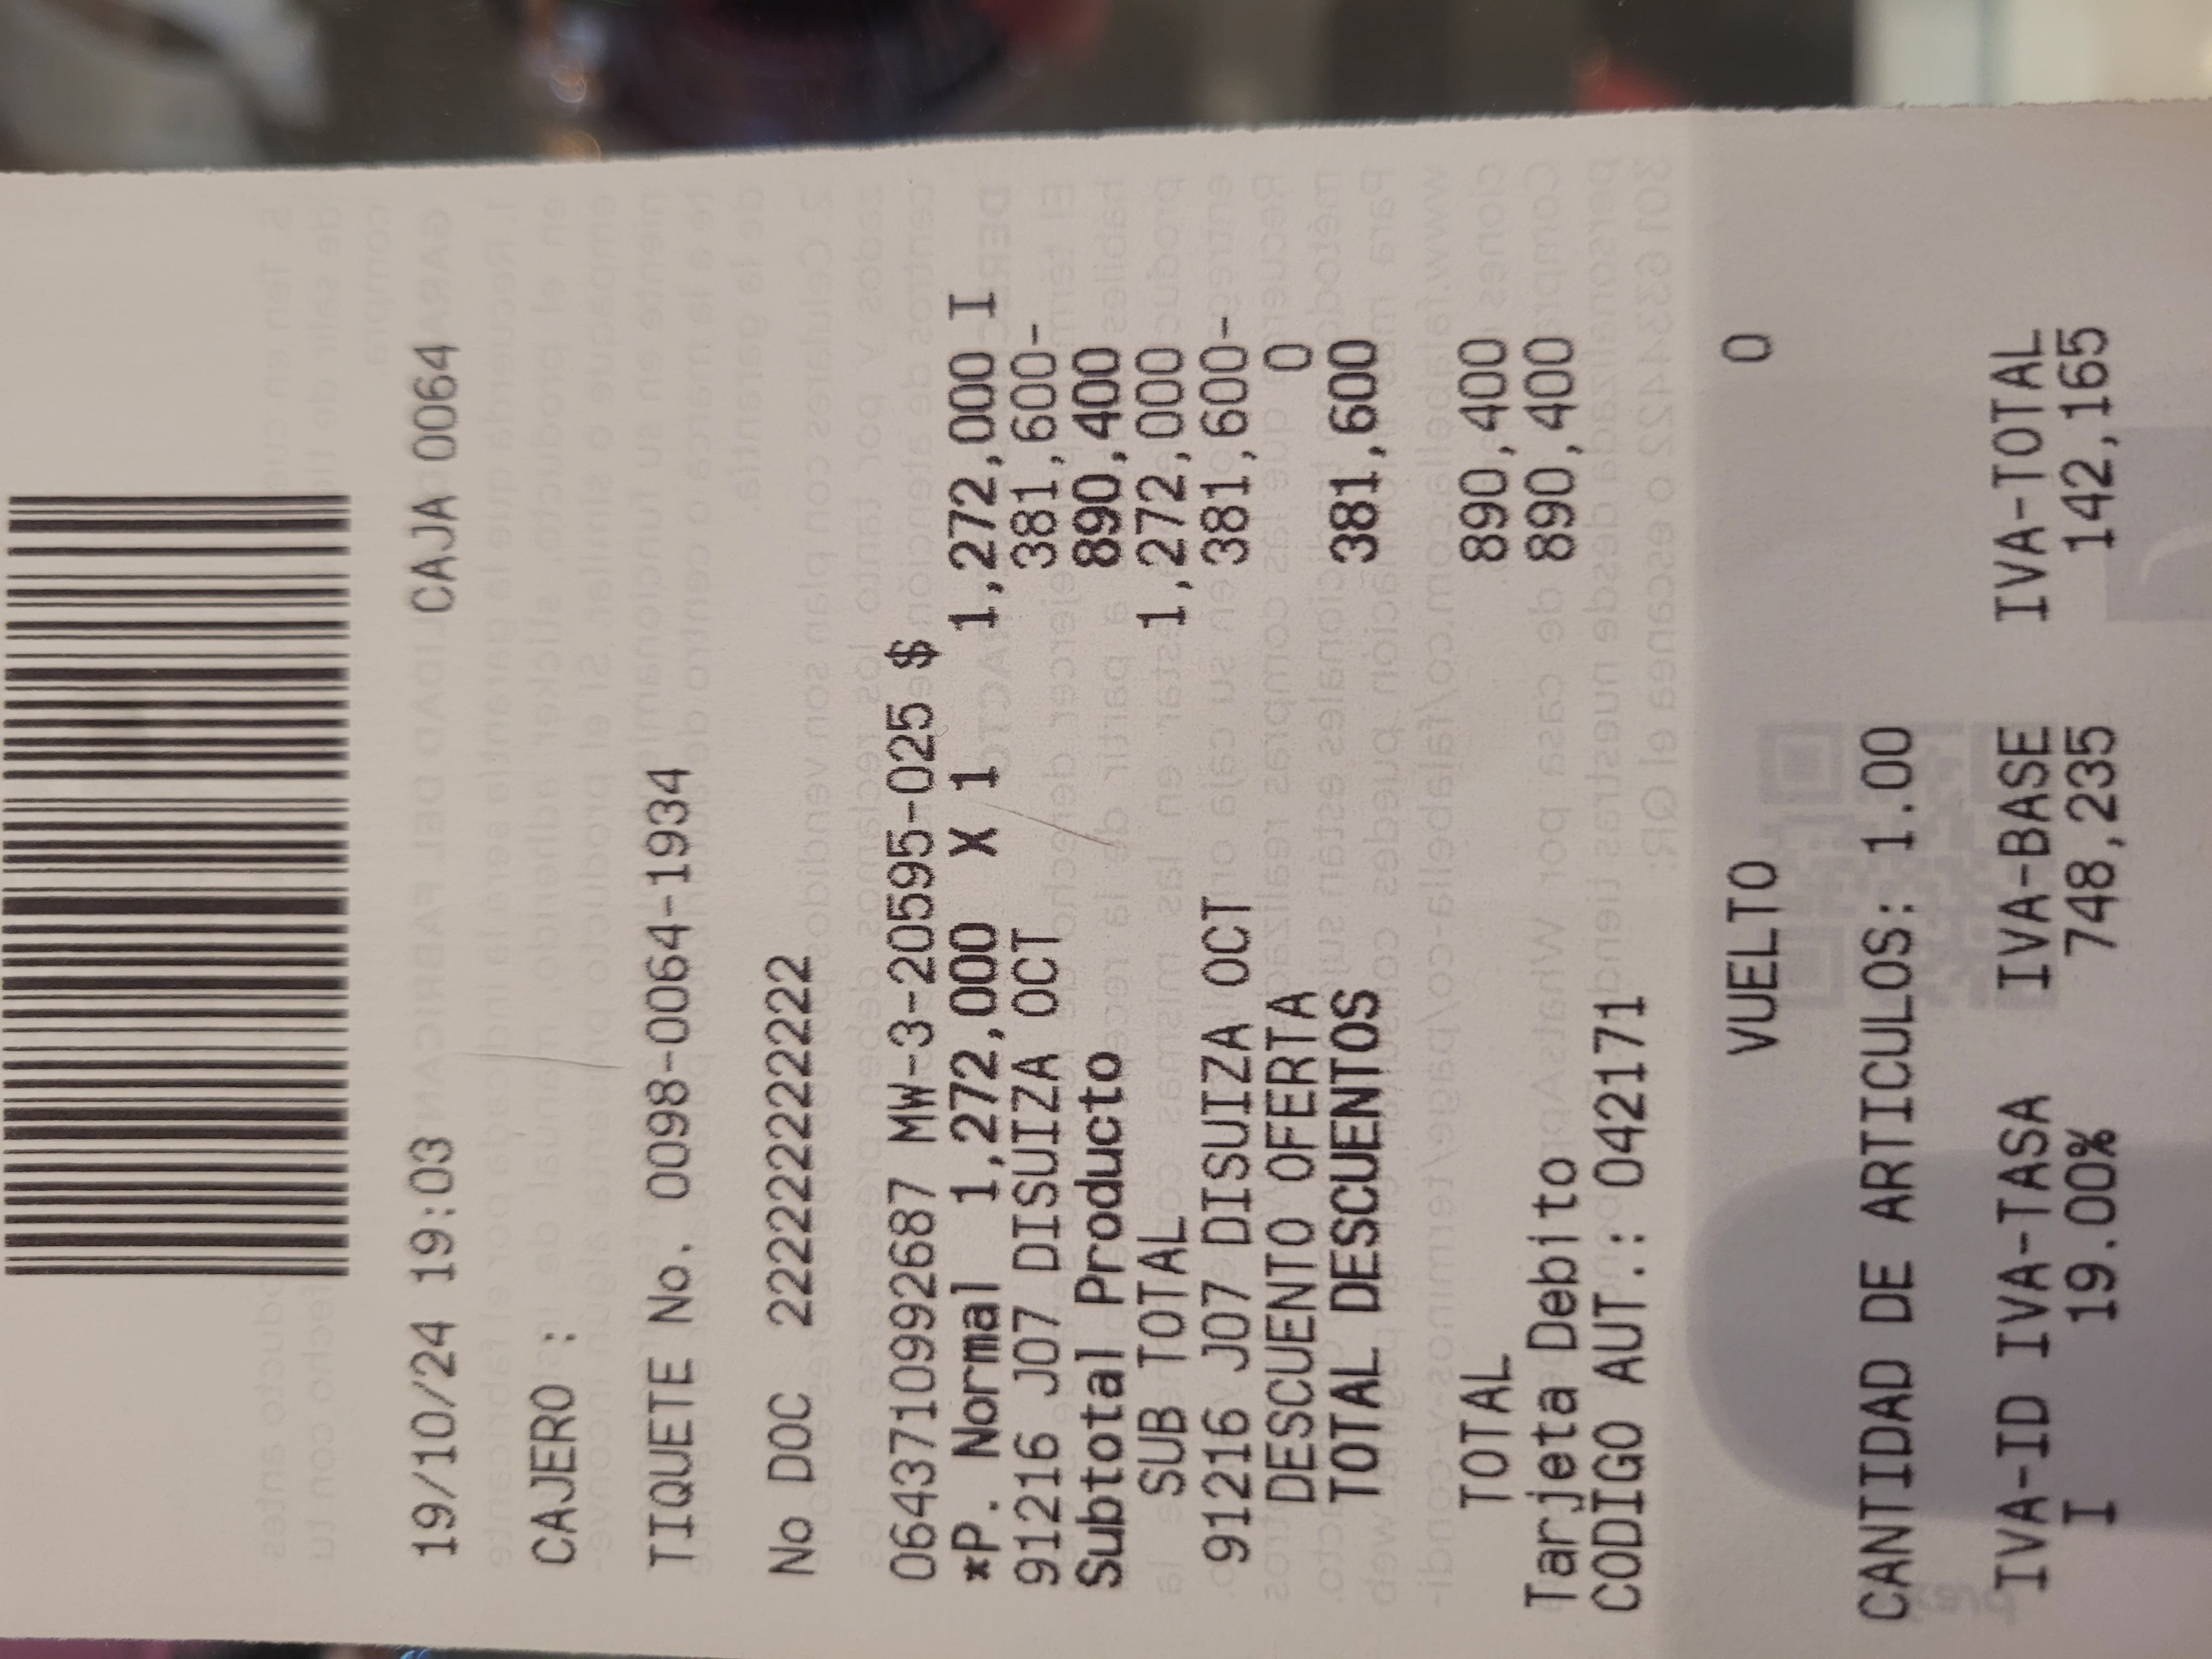 19/10/24 19:03 CAJA 0064
CAJERO :
TIQUETE No. 0098-0064-1934
No DOC 222222222222
0643710992687 MW-3-20595-025 $
*P. Normal 1,272,000 X 1 1,272,000 I
91216 J07 DISUIZA OCT 381,600-
Subtotal Producto 890,400
SUB TOTAL 1,272,000
91216 J07 DISUIZA OCT 381,600-
DESCUENTO OFERTA 0
TOTAL DESCUENTOS 381,600
TOTAL 890,400
Tarjeta Debito 890,400
CODIGO AUT.: 042171
VUELTO 0
CANTIDAD DE ARTICULOS: 1.00
IVA-ID IVA-TASA IVA-BASE IVA-TOTAL
I 19.00% 748,235 142,165